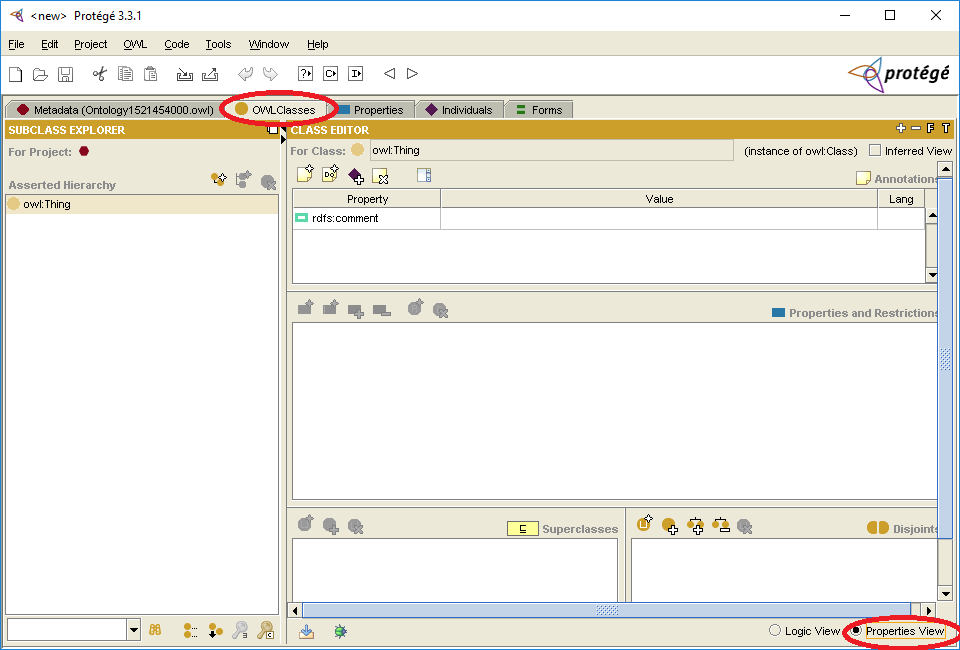 <new> Protégé 3.3.1
File Edit Project OWL Code Tools Window Help
protégé
Metadata (Ontology1521454000.owl) OWLClasses Properties Individuals Forms
SUBCLASS EXPLORER
CLASS EDITOR
+ − F T
For Project:
For Class: owl:Thing (instance of owl:Class) Inferred View
Asserted Hierarchy
Annotations
owl:Thing
Property Value Lang
rdfs:comment
Properties and Restrictions
Superclasses
Disjoints
Logic View Properties View